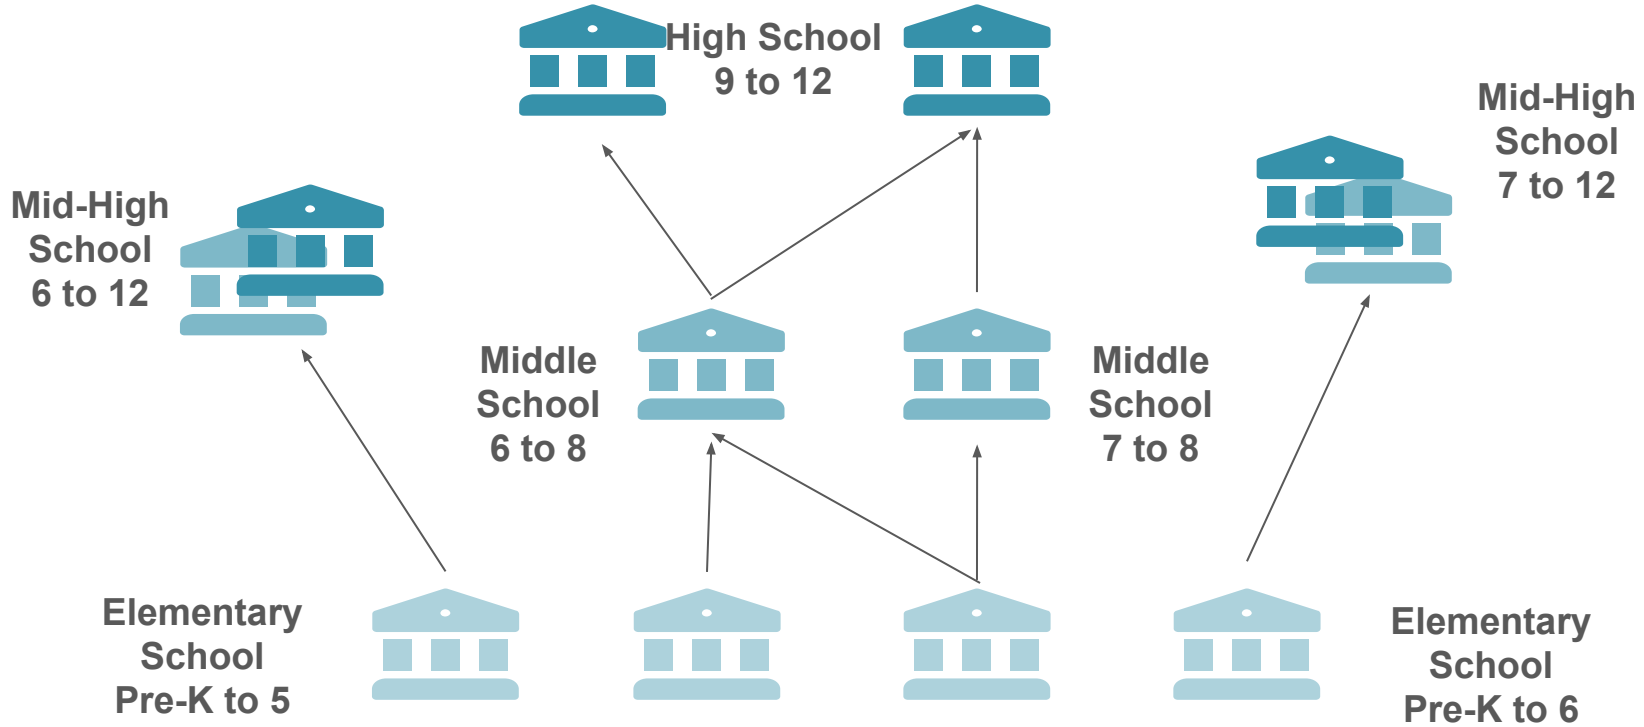 High School
9 to 12
Mid-High
School
7 to 12
Mid-High
School
6 to 12
Middle
School
6 to 8
Middle
School
7 to 8
Elementary
School
Pre-K to 5
Elementary
School
Pre-K to 6